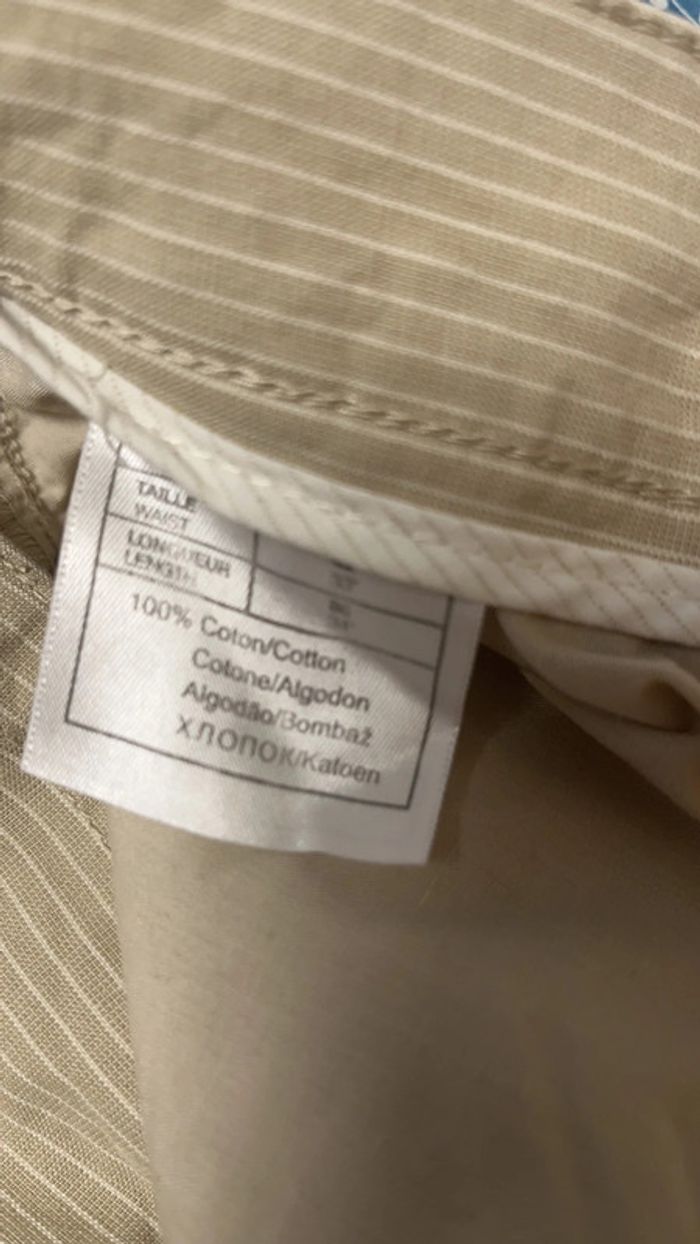 TAILLE
WAIST
LONGUEUR
LENGTH
100% Coton/Cotton
Cotone/Algodon
Algodão/Bombaž
ХЛОПОК/Katoen